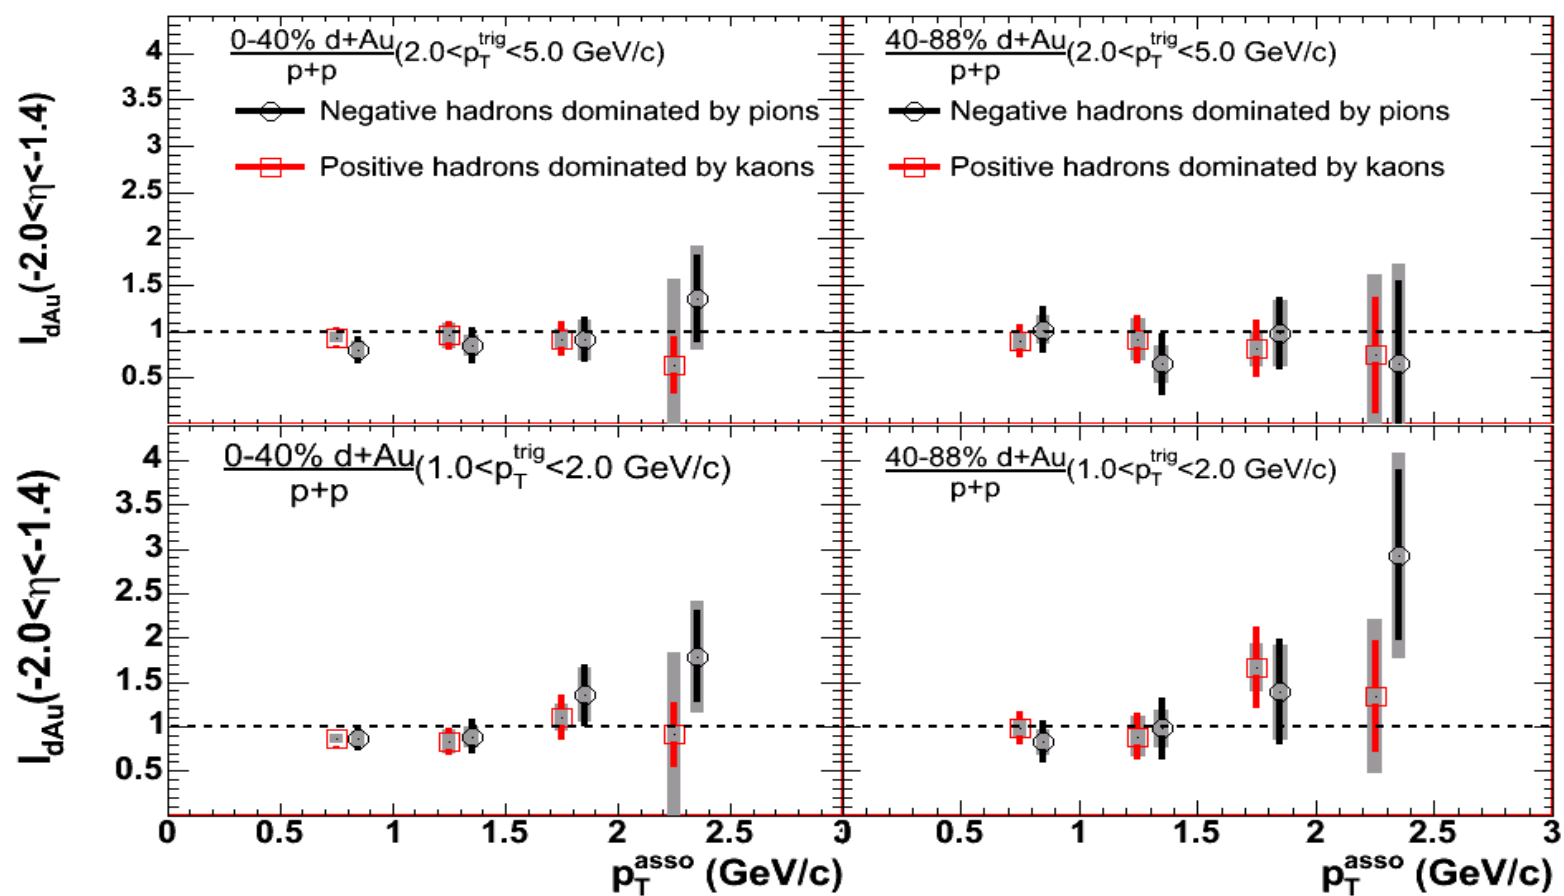 I_dAu(-2.0<η<-1.4)
4
3.5
3
2.5
2
1.5
1
0.5
0-40% d+Au
p+p
(2.0<p_T^trig<5.0 GeV/c)
Negative hadrons dominated by pions
Positive hadrons dominated by kaons
40-88% d+Au
p+p
(2.0<p_T^trig<5.0 GeV/c)
Negative hadrons dominated by pions
Positive hadrons dominated by kaons
I_dAu(-2.0<η<-1.4)
4
3.5
3
2.5
2
1.5
1
0.5
0-40% d+Au
p+p
(1.0<p_T^trig<2.0 GeV/c)
40-88% d+Au
p+p
(1.0<p_T^trig<2.0 GeV/c)
0 0.5 1 1.5 2 2.5 0.5 1 1.5 2 2.5 3
p_T^asso (GeV/c) p_T^asso (GeV/c)